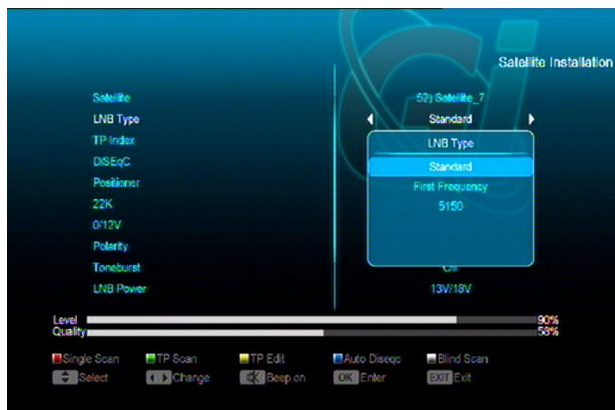 Satellite Installation
Satellite 52) Satellite_7
LNB Type Standard
TP Index
DiSEqC
Positioner
22K
0/12V
Polarity
Toneburst Off
LNB Power 13V/18V
LNB Type
Standard
First Frequency
5150
Level 90%
Quality 58%
Single Scan TP Scan TP Edit Auto Diseqc Blind Scan
Select Change Beep on OK Enter EXIT Exit